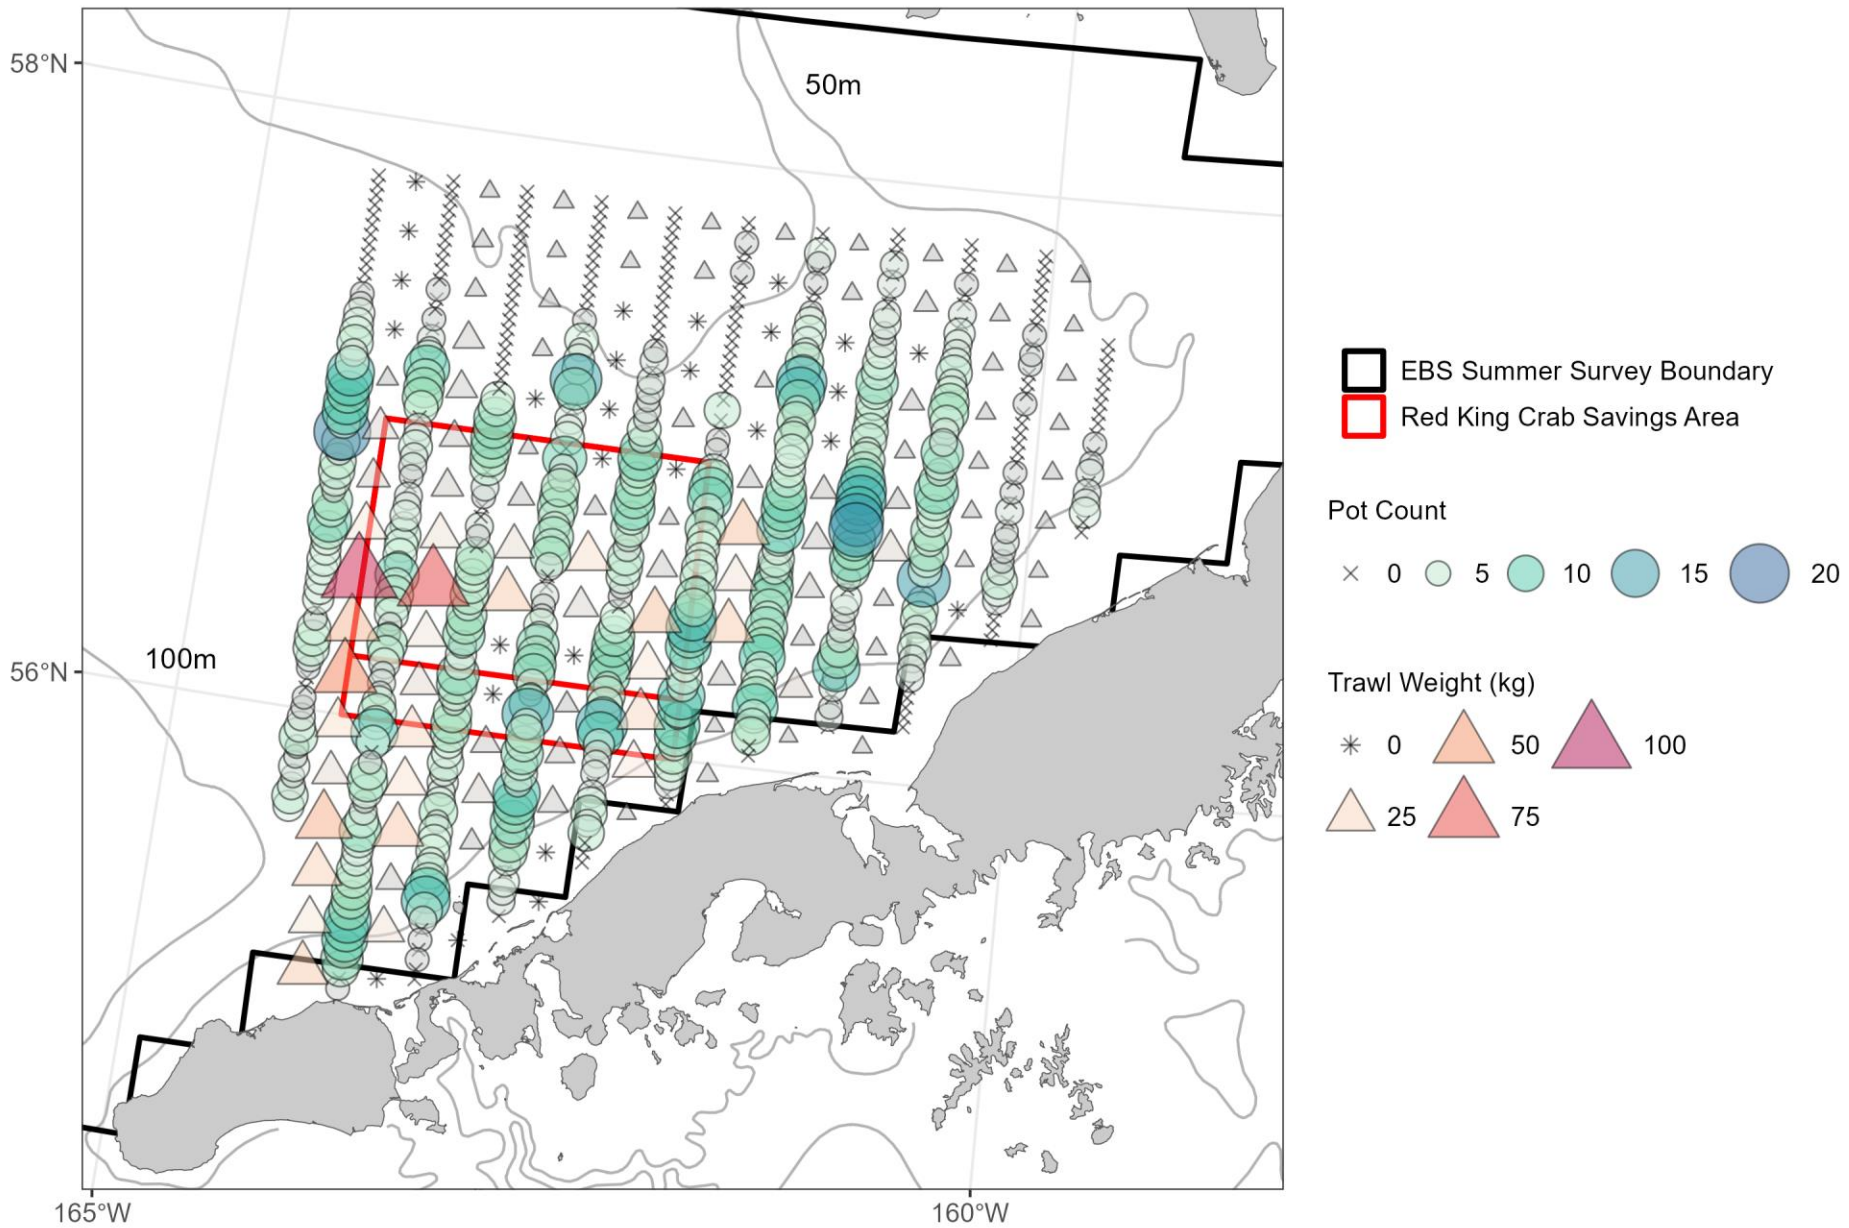 58°N
50m
100m
56°N
165°W
160°W
EBS Summer Survey Boundary
Red King Crab Savings Area
Pot Count
0 5 10 15 20
Trawl Weight (kg)
0 50 100
25 75